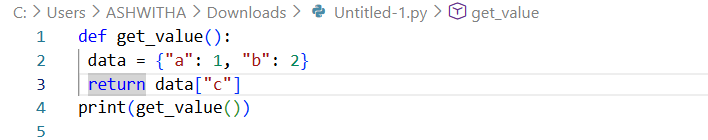 C: > Users > ASHWITHA > Downloads > Untitled-1.py > get_value
1 def get_value():
2  data = {"a": 1, "b": 2}
3  return data["c"]
4 print(get_value())
5